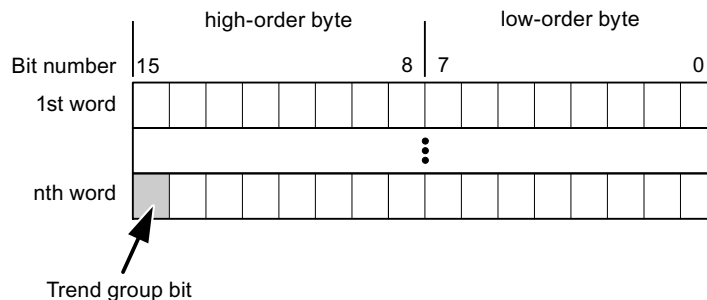 high-order byte low-order byte
Bit number 15 8 7 0
1st word
nth word
Trend group bit